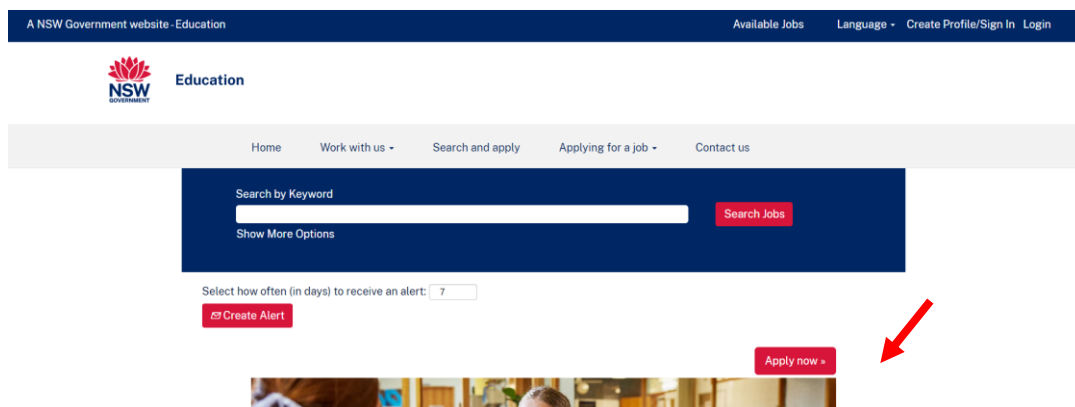 A NSW Government website - Education
Available Jobs Language Create Profile/Sign In Login
NSW
GOVERNMENT
Education
Home Work with us Search and apply Applying for a job Contact us
Search by Keyword
Search Jobs
Show More Options
Select how often (in days) to receive an alert: 7
Create Alert
Apply now »